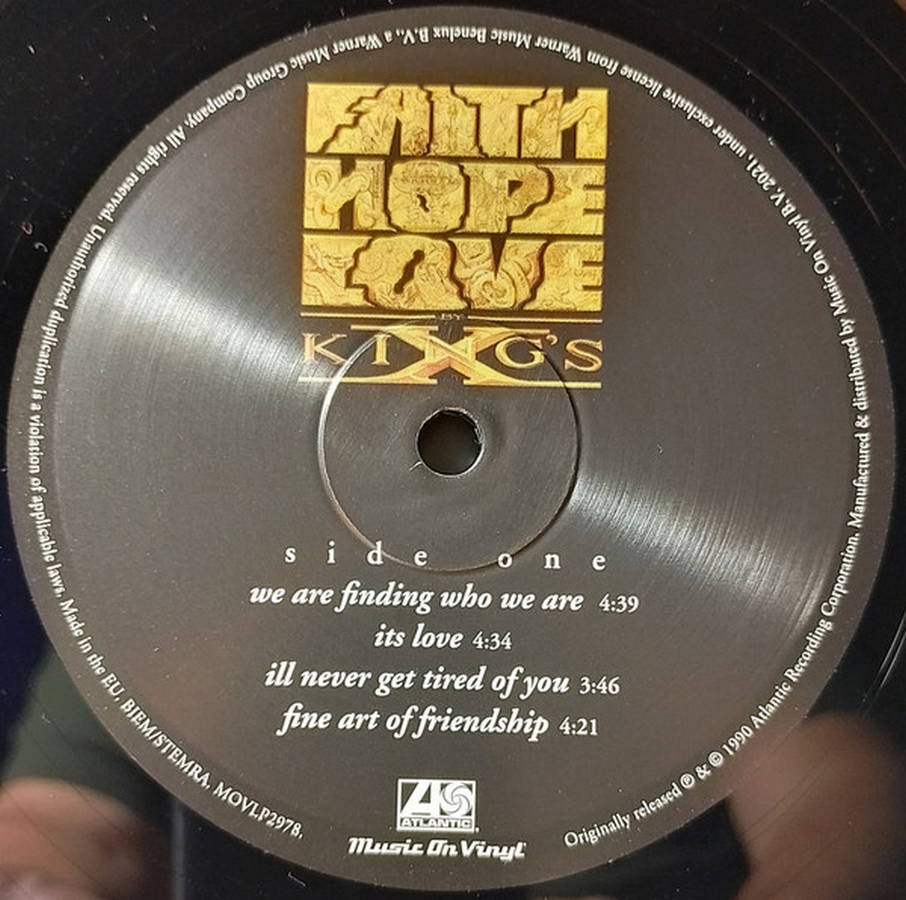 FAITH
HOPE
LOVE
BY
KING'S X
side one
we are finding who we are 4:39
its love 4:34
ill never get tired of you 3:46
fine art of friendship 4:21
ATLANTIC
Music On Vinyl
Originally released ℗ & © 1990 Atlantic Recording Corporation. Manufactured & distributed by Music On Vinyl B.V. 2021, under exclusive license from Warner Music Benelux B.V., a Warner Music Group Company. All rights reserved. Unauthorized duplication is a violation of applicable laws. Made in the EU, BIEM/STEMRA, MOVLP2978.